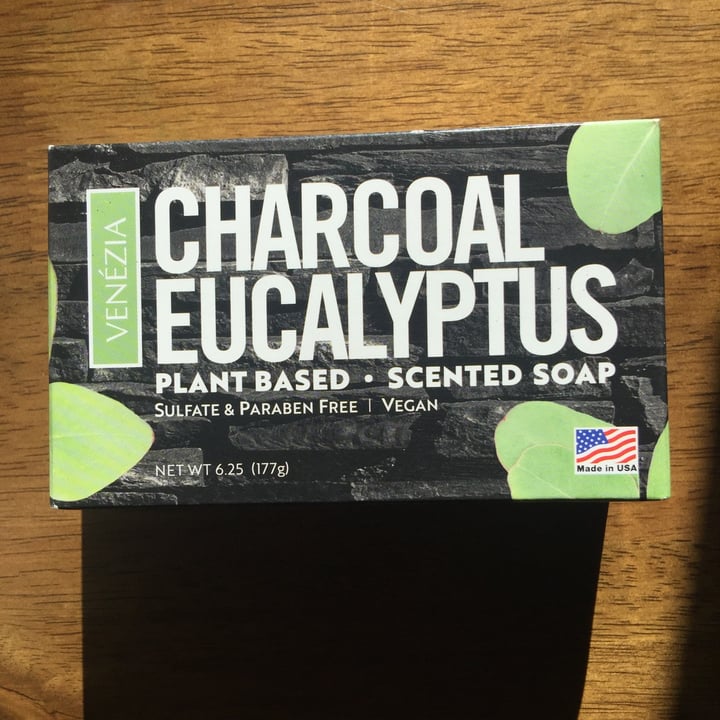 VENÉZIA
CHARCOAL
EUCALYPTUS
PLANT BASED • SCENTED SOAP
SULFATE & PARABEN FREE | VEGAN
NET WT 6.25 (177g)
Made in USA